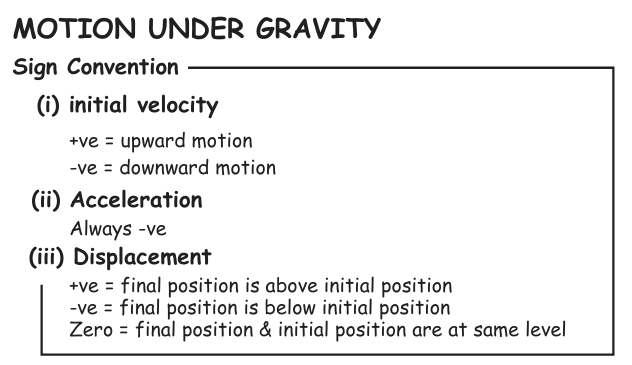 MOTION UNDER GRAVITY
Sign Convention
(i) initial velocity
+ve = upward motion
-ve = downward motion
(ii) Acceleration
Always -ve
(iii) Displacement
+ve = final position is above initial position
-ve = final position is below initial position
Zero = final position & initial position are at same level